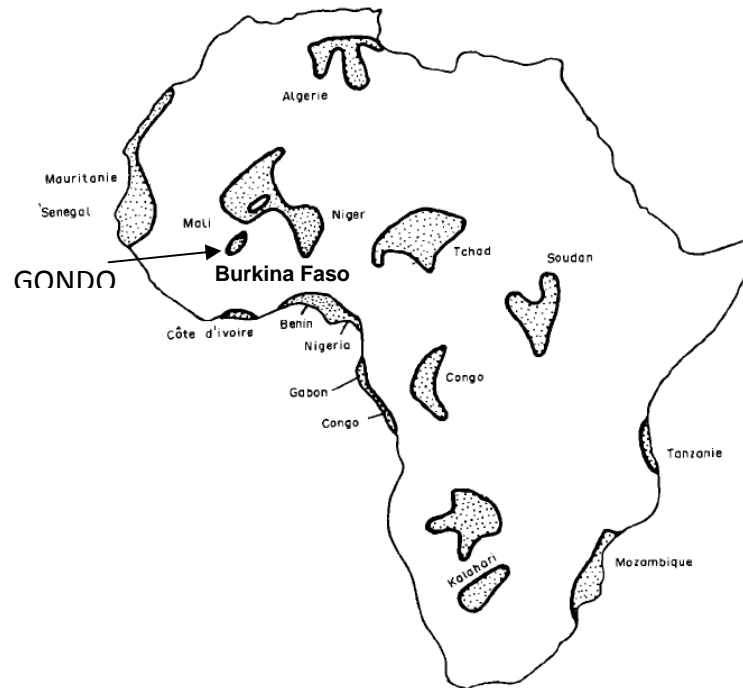 Algerie
Mauritanie
'Senegal
Mali
Niger
Tchad
Soudan
GONDO
Burkina Faso
Côte d'ivoire
Benin
Nigeria
Gabon
Congo
Congo
Tanzanie
Kalahari
Mozambique